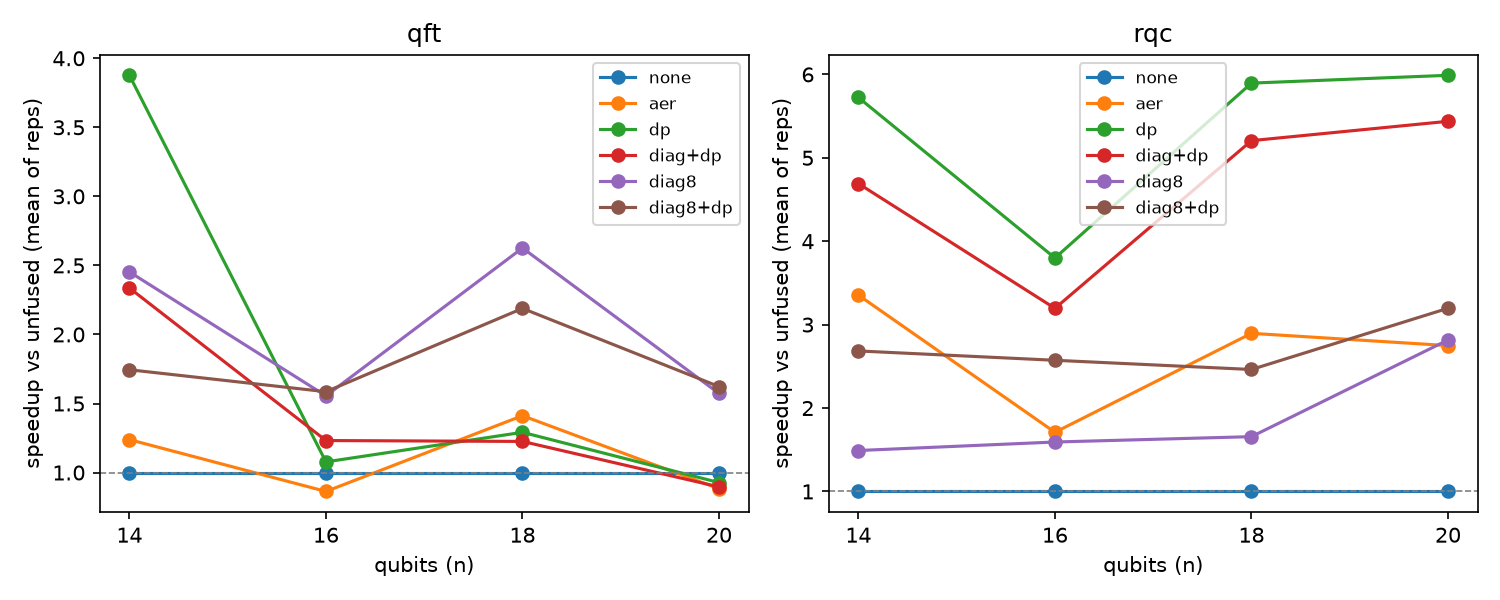 qft
speedup vs unfused (mean of reps)
4.0
3.5
3.0
2.5
2.0
1.5
1.0
14
16
18
20
qubits (n)
none
aer
dp
diag+dp
diag8
diag8+dp
rqc
speedup vs unfused (mean of reps)
6
5
4
3
2
1
14
16
18
20
qubits (n)
none
aer
dp
diag+dp
diag8
diag8+dp